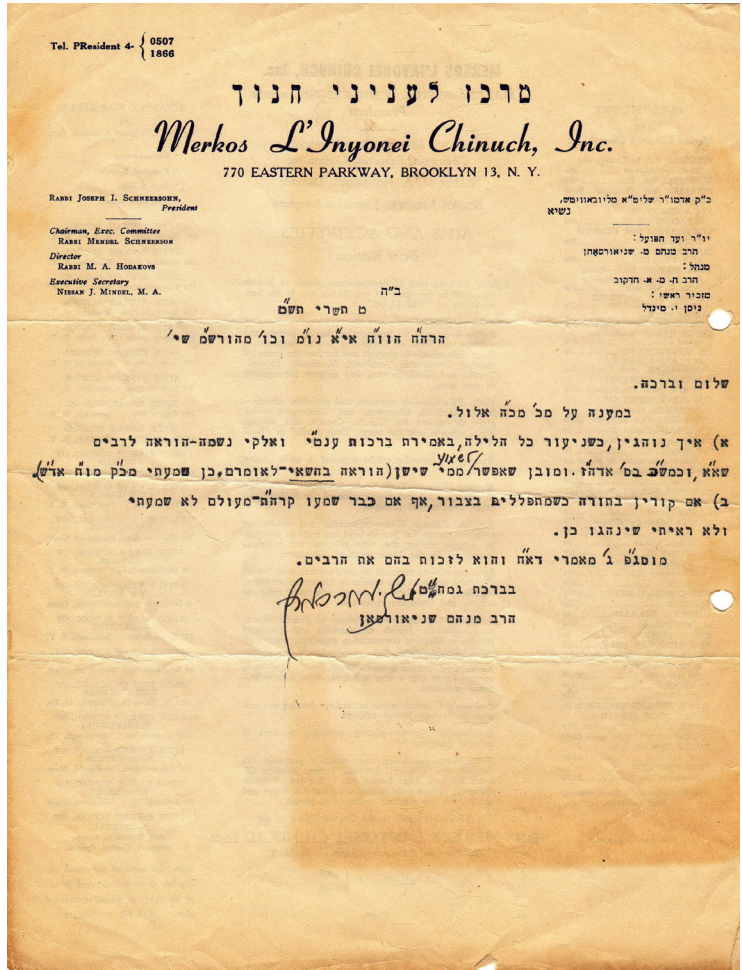 Tel. PResident 4- { 0507
1866
מרכז לעניני חנוך
Merkos L'Inyonei Chinuch, Inc.
770 EASTERN PARKWAY, BROOKLYN 13, N. Y.
RABBI JOSEPH I. SCHNEERSOHN,
President
Chairman, Exec. Committee
RABBI MENDEL SCHNEERSON
Director
RABBI M. A. HODAKOVS
Executive Secretary
NISSAN J. MINDEL, M. A.
כ"ק אדמו"ר שליט"א מליובאוויטש,
נשיא
יו"ר ועד הפועל:
הרב מנחם מ. שניאורסאהן
מנהל:
הרב ח. מ. א. חדקוב
מזכיר ראשי:
ניסן י. מינדל
ב"ה
ט תשרי תש"ט
הרה"ח הוו"ח אי"א נו"מ וכו' מהורש"מ שי'
שלום וברכה.
במענה על מכ' מכ"ה אלול.
א) איך נוהגין, כשניעור כל הלילה, באמירת ברכות ענט"י ואלקי נשמה-הוראה לרבים
שא"א, וכמש"כ בס' אדה"ז. ומובן שאפשר לשמוע ממי שישן (הוראה בחשאי-לאומרם. כן שמעתי מכ"ק מו"ח אדש").
ב) אם קורין בתורה כשמתפללים בצבור, אף אם כבר שמעו קרה"ת-מעולם לא שמעתי
ולא ראיתי שינהגו כן.
מוסג"פ ג' מאמרי דא"ח והוא לזכות בהם את הרבים.
בברכת גמח"ט
הרב מנחם שניאורסאן